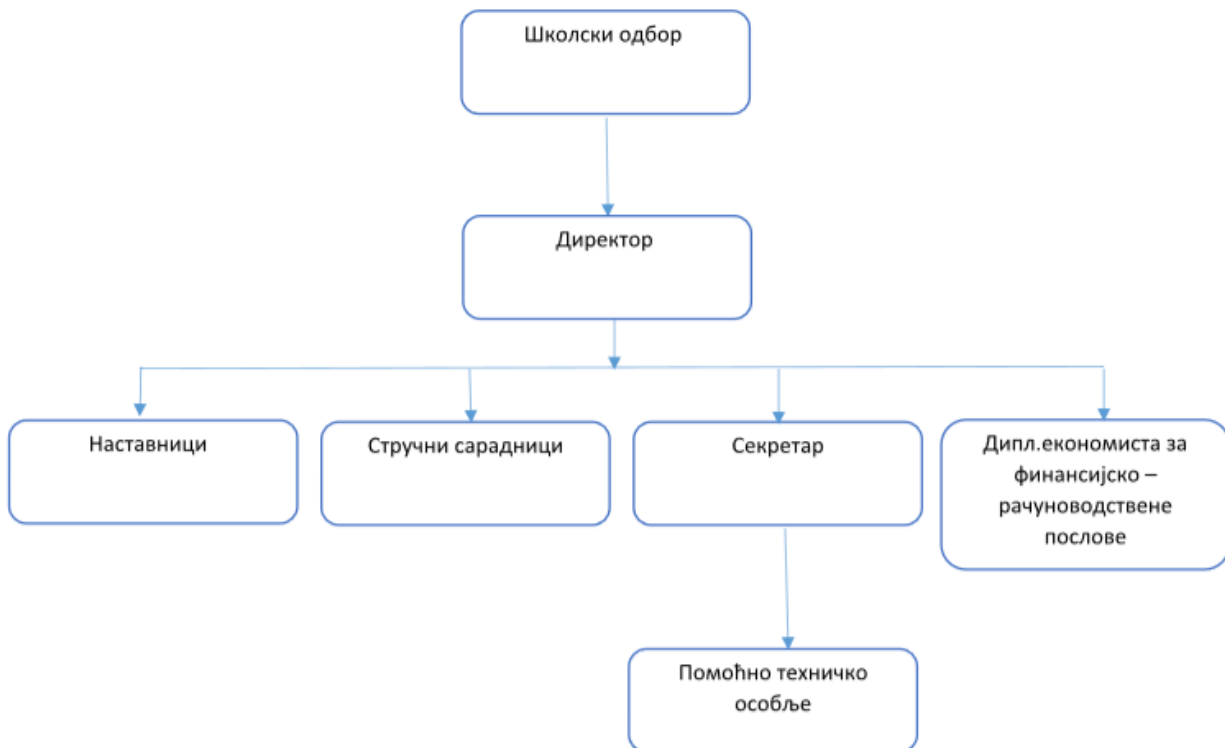 Школски одбор
Директор
Наставници
Стручни сарадници
Секретар
Дипл.економиста за
финансијско –
рачуноводствене
послове
Помоћно техничко
особље